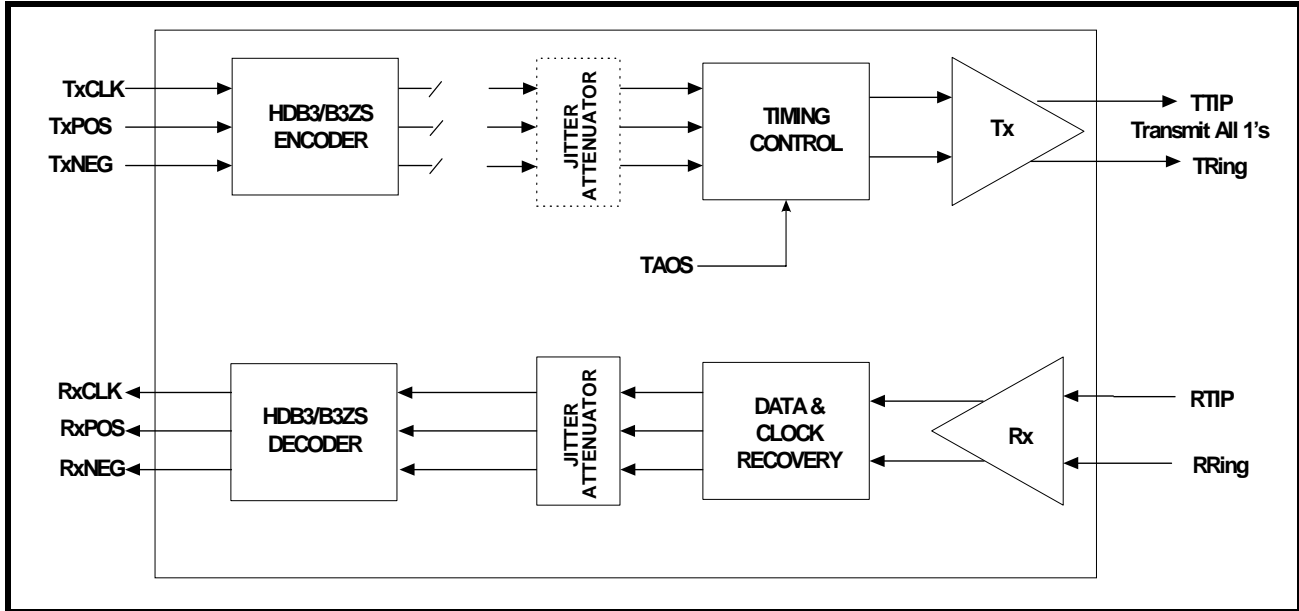 TxCLK
TxPOS
TxNEG
HDB3/B3ZS
ENCODER
JITTER
ATTENUATOR
TIMING
CONTROL
Tx
TTIP
Transmit All 1's
TRing
TAOS
RxCLK
RxPOS
RxNEG
HDB3/B3ZS
DECODER
JITTER
ATTENUATOR
DATA &
CLOCK
RECOVERY
Rx
RTIP
RRing